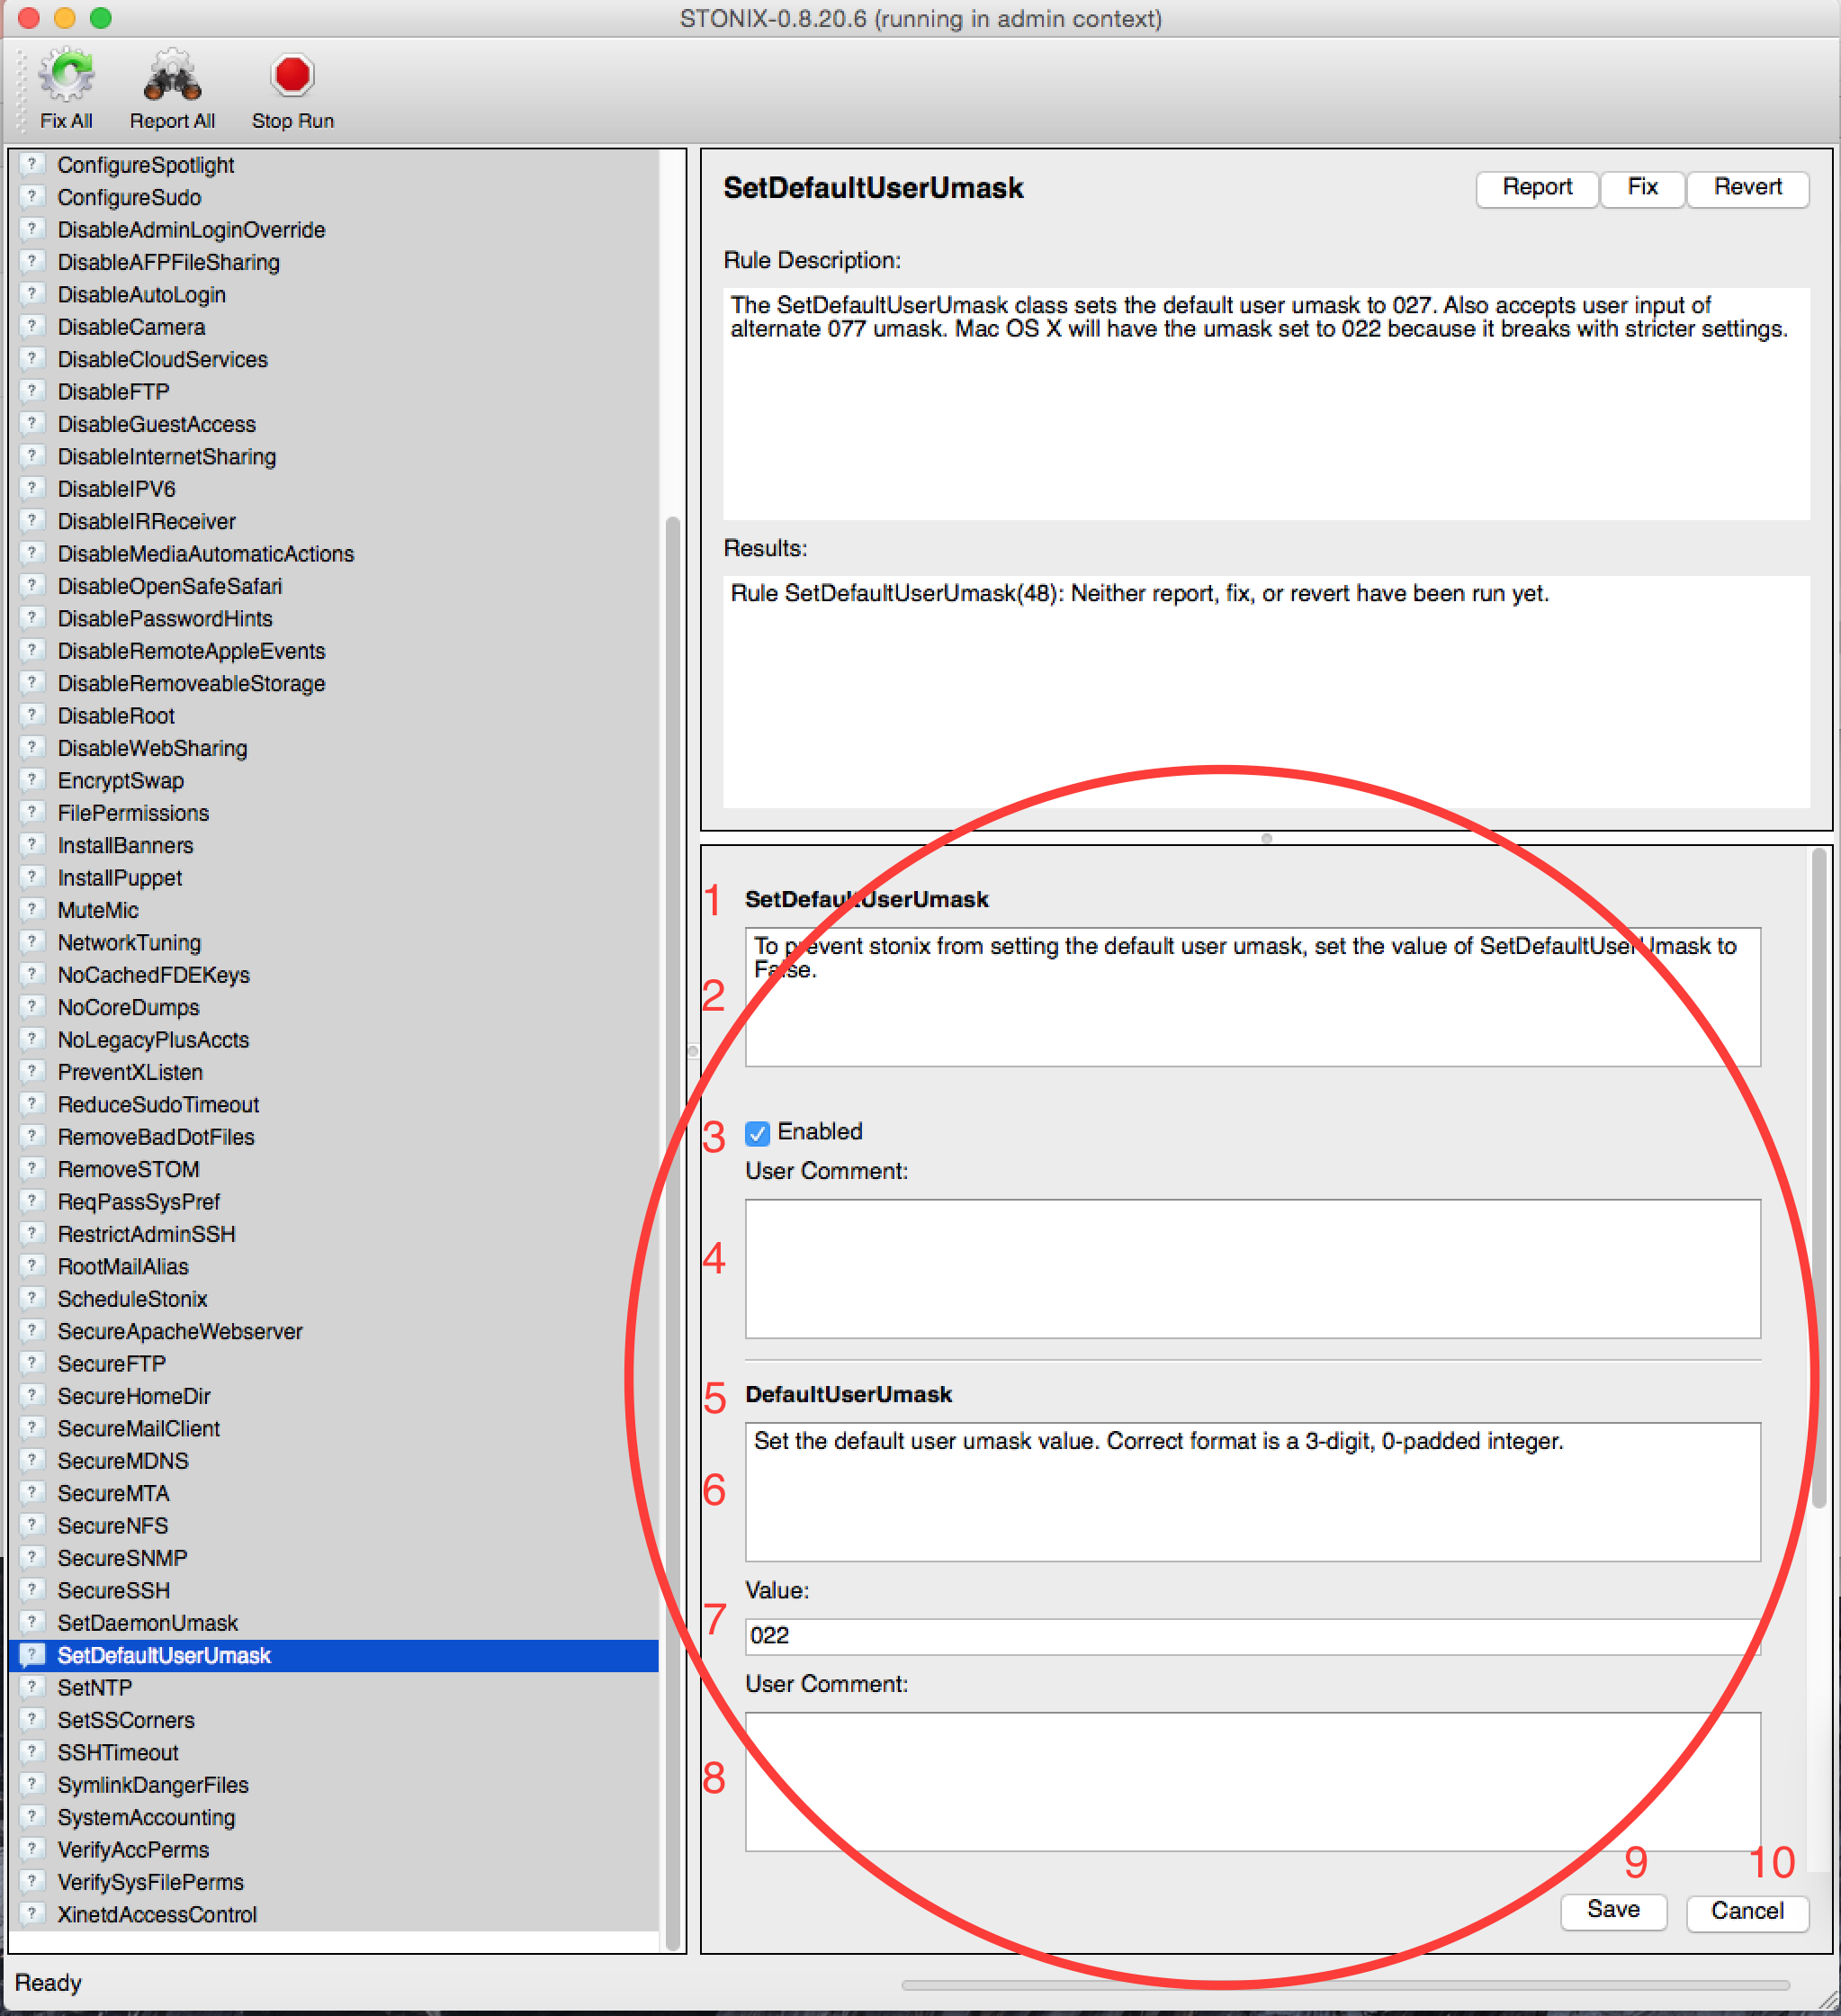 STONIX-0.8.20.6 (running in admin context)
Fix All
Report All
Stop Run
ConfigureSpotlight
ConfigureSudo
DisableAdminLoginOverride
DisableAFPFileSharing
DisableAutoLogin
DisableCamera
DisableCloudServices
DisableFTP
DisableGuestAccess
DisableInternetSharing
DisableIPV6
DisableIRReceiver
DisableMediaAutomaticActions
DisableOpenSafeSafari
DisablePasswordHints
DisableRemoteAppleEvents
DisableRemoveableStorage
DisableRoot
DisableWebSharing
EncryptSwap
FilePermissions
InstallBanners
InstallPuppet
MuteMic
NetworkTuning
NoCachedFDEKeys
NoCoreDumps
NoLegacyPlusAccts
PreventXListen
ReduceSudoTimeout
RemoveBadDotFiles
RemoveSTOM
ReqPassSysPref
RestrictAdminSSH
RootMailAlias
ScheduleStonix
SecureApacheWebserver
SecureFTP
SecureHomeDir
SecureMailClient
SecureMDNS
SecureMTA
SecureNFS
SecureSNMP
SecureSSH
SetDaemonUmask
SetDefaultUserUmask
SetNTP
SetSSCorners
SSHTimeout
SymlinkDangerFiles
SystemAccounting
VerifyAccPerms
VerifySysFilePerms
XinetdAccessControl
SetDefaultUserUmask
Report
Fix
Revert
Rule Description:
The SetDefaultUserUmask class sets the default user umask to 027. Also accepts user input of
alternate 077 umask. Mac OS X will have the umask set to 022 because it breaks with stricter settings.
Results:
Rule SetDefaultUserUmask(48): Neither report, fix, or revert have been run yet.
1 SetDefaultUserUmask
To prevent stonix from setting the default user umask, set the value of SetDefaultUserUmask to
False.
2
3 Enabled
User Comment:
4
5 DefaultUserUmask
Set the default user umask value. Correct format is a 3-digit, 0-padded integer.
6
Value:
7
022
User Comment:
8
9
10
Save
Cancel
Ready